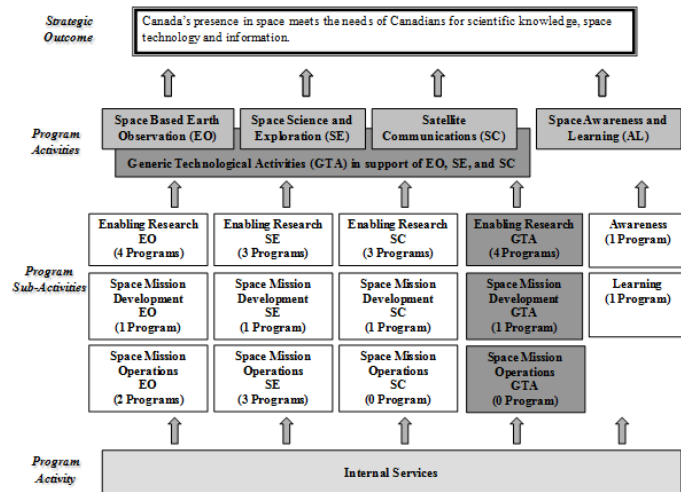 Strategic
Outcome
Canada's presence in space meets the needs of Canadians for scientific knowledge, space
technology and information.
Program
Activities
Space Based Earth
Observation (EO)
Space Science and
Exploration (SE)
Satellite
Communications (SC)
Space Awareness and
Learning (AL)
Generic Technological Activities (GTA) in support of EO, SE, and SC
Program
Sub-Activities
Enabling Research
EO
(4 Programs)
Enabling Research
SE
(3 Programs)
Enabling Research
SC
(3 Programs)
Enabling Research
GTA
(4 Programs)
Awareness
(1 Program)
Space Mission
Development
EO
(1 Program)
Space Mission
Development
SE
(1 Program)
Space Mission
Development
SC
(1 Program)
Space Mission
Development
GTA
(1 Program)
Learning
(1 Program)
Space Mission
Operations
EO
(2 Programs)
Space Mission
Operations
SE
(3 Programs)
Space Mission
Operations
SC
(0 Program)
Space Mission
Operations
GTA
(0 Program)
Program
Activity
Internal Services